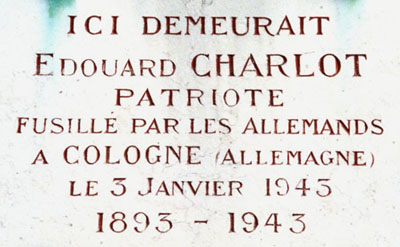 ICI DEMEURAIT
EDOUARD CHARLOT
PATRIOTE
FUSILLÉ PAR LES ALLEMANDS
A COLOGNE (ALLEMAGNE)
LE 3 JANVIER 1943
1893 - 1943